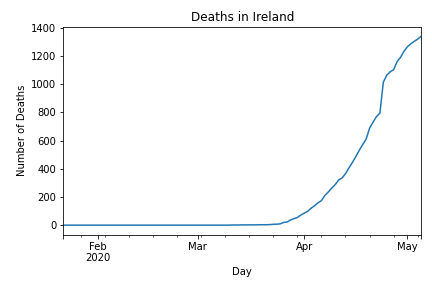 Deaths in Ireland
1400
1200
1000
800
600
400
200
0
Number of Deaths
Feb
2020
Mar
Apr
May
Day